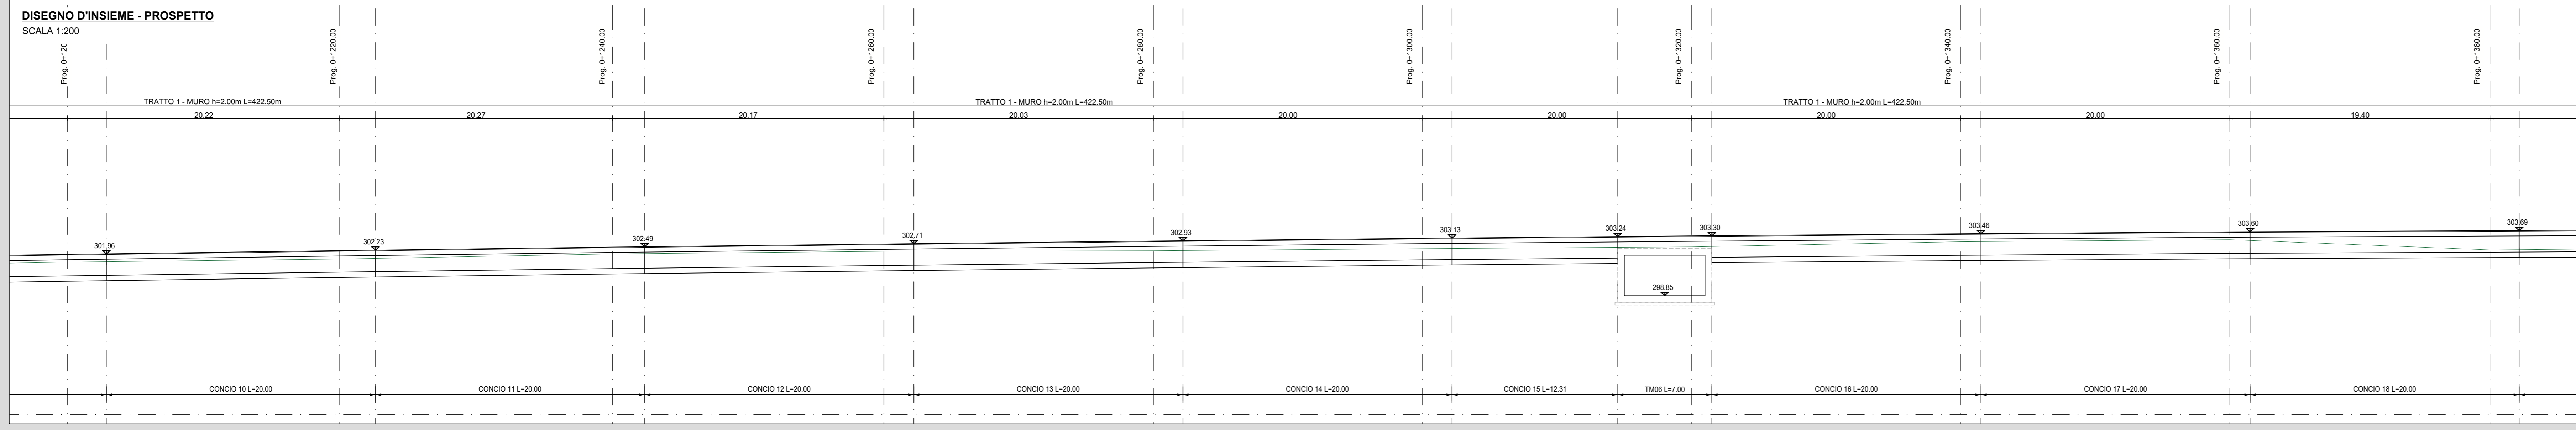 DISEGNO D'INSIEME - PROSPETTO
SCALA 1:200
Prog. 0+120
Prog. 0+1220.00
Prog. 0+1240.00
Prog. 0+1260.00
Prog. 0+1280.00
Prog. 0+1300.00
Prog. 0+1320.00
Prog. 0+1340.00
Prog. 0+1360.00
Prog. 0+1380.00
TRATTO 1 - MURO h=2.00m L=422.50m
TRATTO 1 - MURO h=2.00m L=422.50m
TRATTO 1 - MURO h=2.00m L=422.50m
20.22
20.27
20.17
20.03
20.00
20.00
20.00
20.00
19.40
301.96
302.23
302.49
302.71
302.93
303.13
303.24
303.30
303.46
303.60
303.69
298.85
CONCIO 10 L=20.00
CONCIO 11 L=20.00
CONCIO 12 L=20.00
CONCIO 13 L=20.00
CONCIO 14 L=20.00
CONCIO 15 L=12.31
TM06 L=7.00
CONCIO 16 L=20.00
CONCIO 17 L=20.00
CONCIO 18 L=20.00